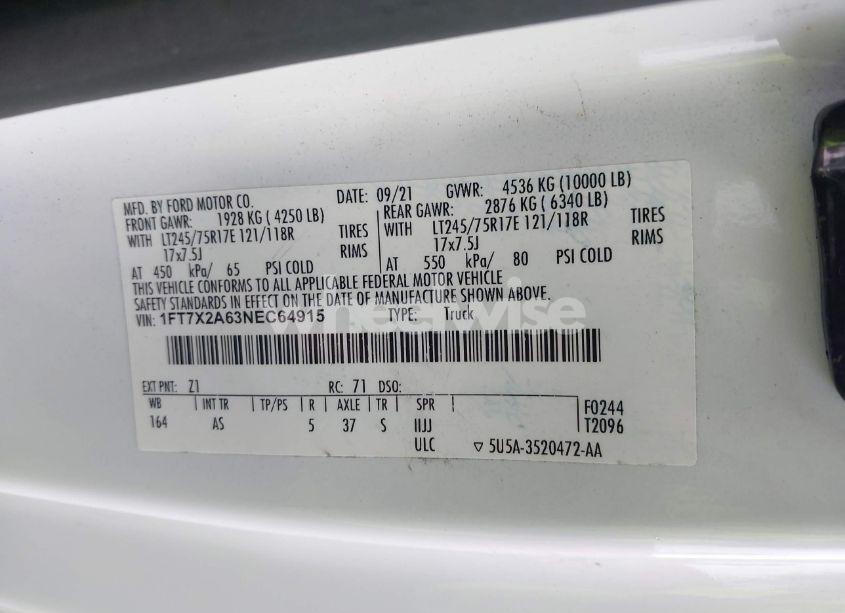 MFD. BY FORD MOTOR CO. DATE: 09/21 GVWR: 4536 KG (10000 LB)
FRONT GAWR: 1928 KG ( 4250 LB) REAR GAWR: 2876 KG ( 6340 LB)
WITH LT245/75R17E 121/118R TIRES WITH LT245/75R17E 121/118R TIRES
17x7.5J RIMS 17x7.5J RIMS
AT 450 kPa/ 65 PSI COLD AT 550 kPa/ 80 PSI COLD
THIS VEHICLE CONFORMS TO ALL APPLICABLE FEDERAL MOTOR VEHICLE
SAFETY STANDARDS IN EFFECT ON THE DATE OF MANUFACTURE SHOWN ABOVE.
VIN: 1FT7X2A63NEC64915 TYPE: Truck
wheelwise
EXT PNT: Z1 RC: 71 DSO:
WB INT TR TP/PS R AXLE TR SPR F0244
164 AS 5 37 S IIJJ T2096
ULC 5U5A-3520472-AA